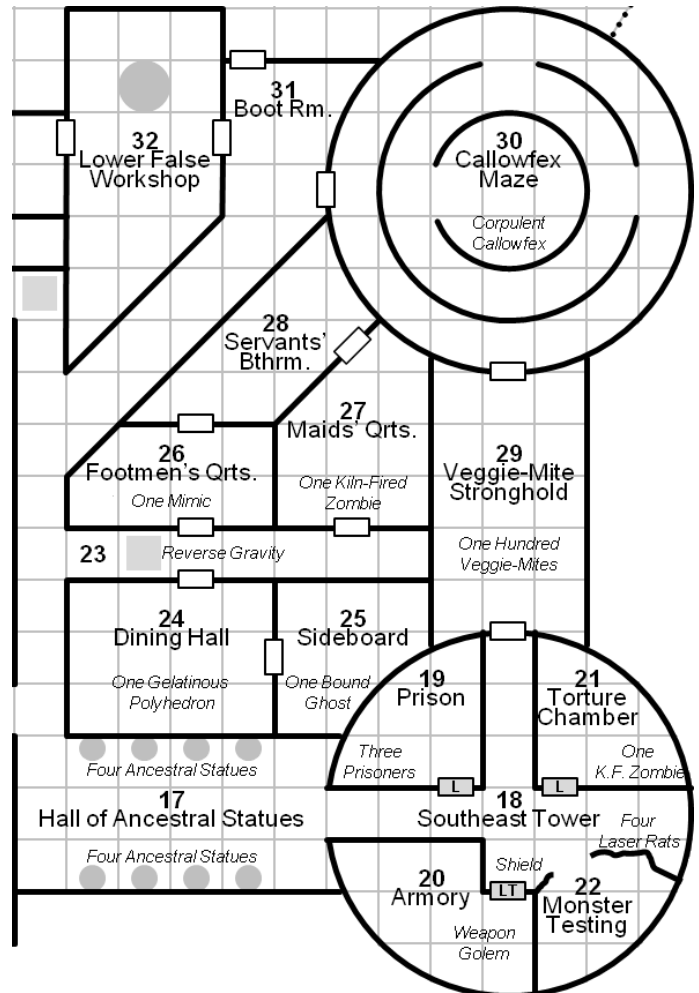 31
Boot Rm.
32
Lower False
Workshop
30
Callowfex
Maze
Corpulent
Callowfex
28
Servants'
Bthrm.
27
Maids' Qrts.
One Kiln-Fired
Zombie
26
Footmen's Qrts.
One Mimic
29
Veggie-Mite
Stronghold
One Hundred
Veggie-Mites
23
Reverse Gravity
24
Dining Hall
One Gelatinous
Polyhedron
25
Sideboard
One Bound
Ghost
19
Prison
Three
Prisoners
L
21
Torture
Chamber
One
K.F. Zombie
L
Four Ancestral Statues
17
Hall of Ancestral Statues
Four Ancestral Statues
18
Southeast Tower
Four
Laser Rats
Shield
20
Armory
LT
Weapon
Golem
22
Monster
Testing